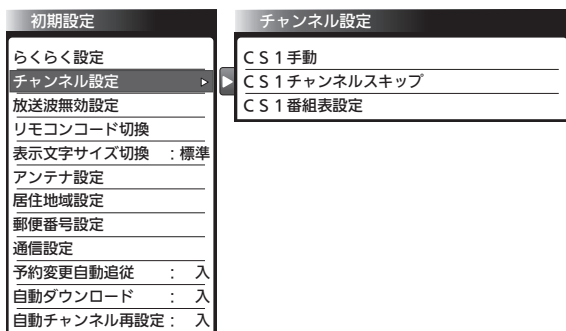 初期設定
らくらく設定
チャンネル設定
放送波無効設定
リモコンコード切換
表示文字サイズ切換 ：標準
アンテナ設定
居住地域設定
郵便番号設定
通信設定
予約変更自動追従 ： 入
自動ダウンロード ： 入
自動チャンネル再設定： 入
チャンネル設定
ＣＳ１手動
ＣＳ１チャンネルスキップ
ＣＳ１番組表設定